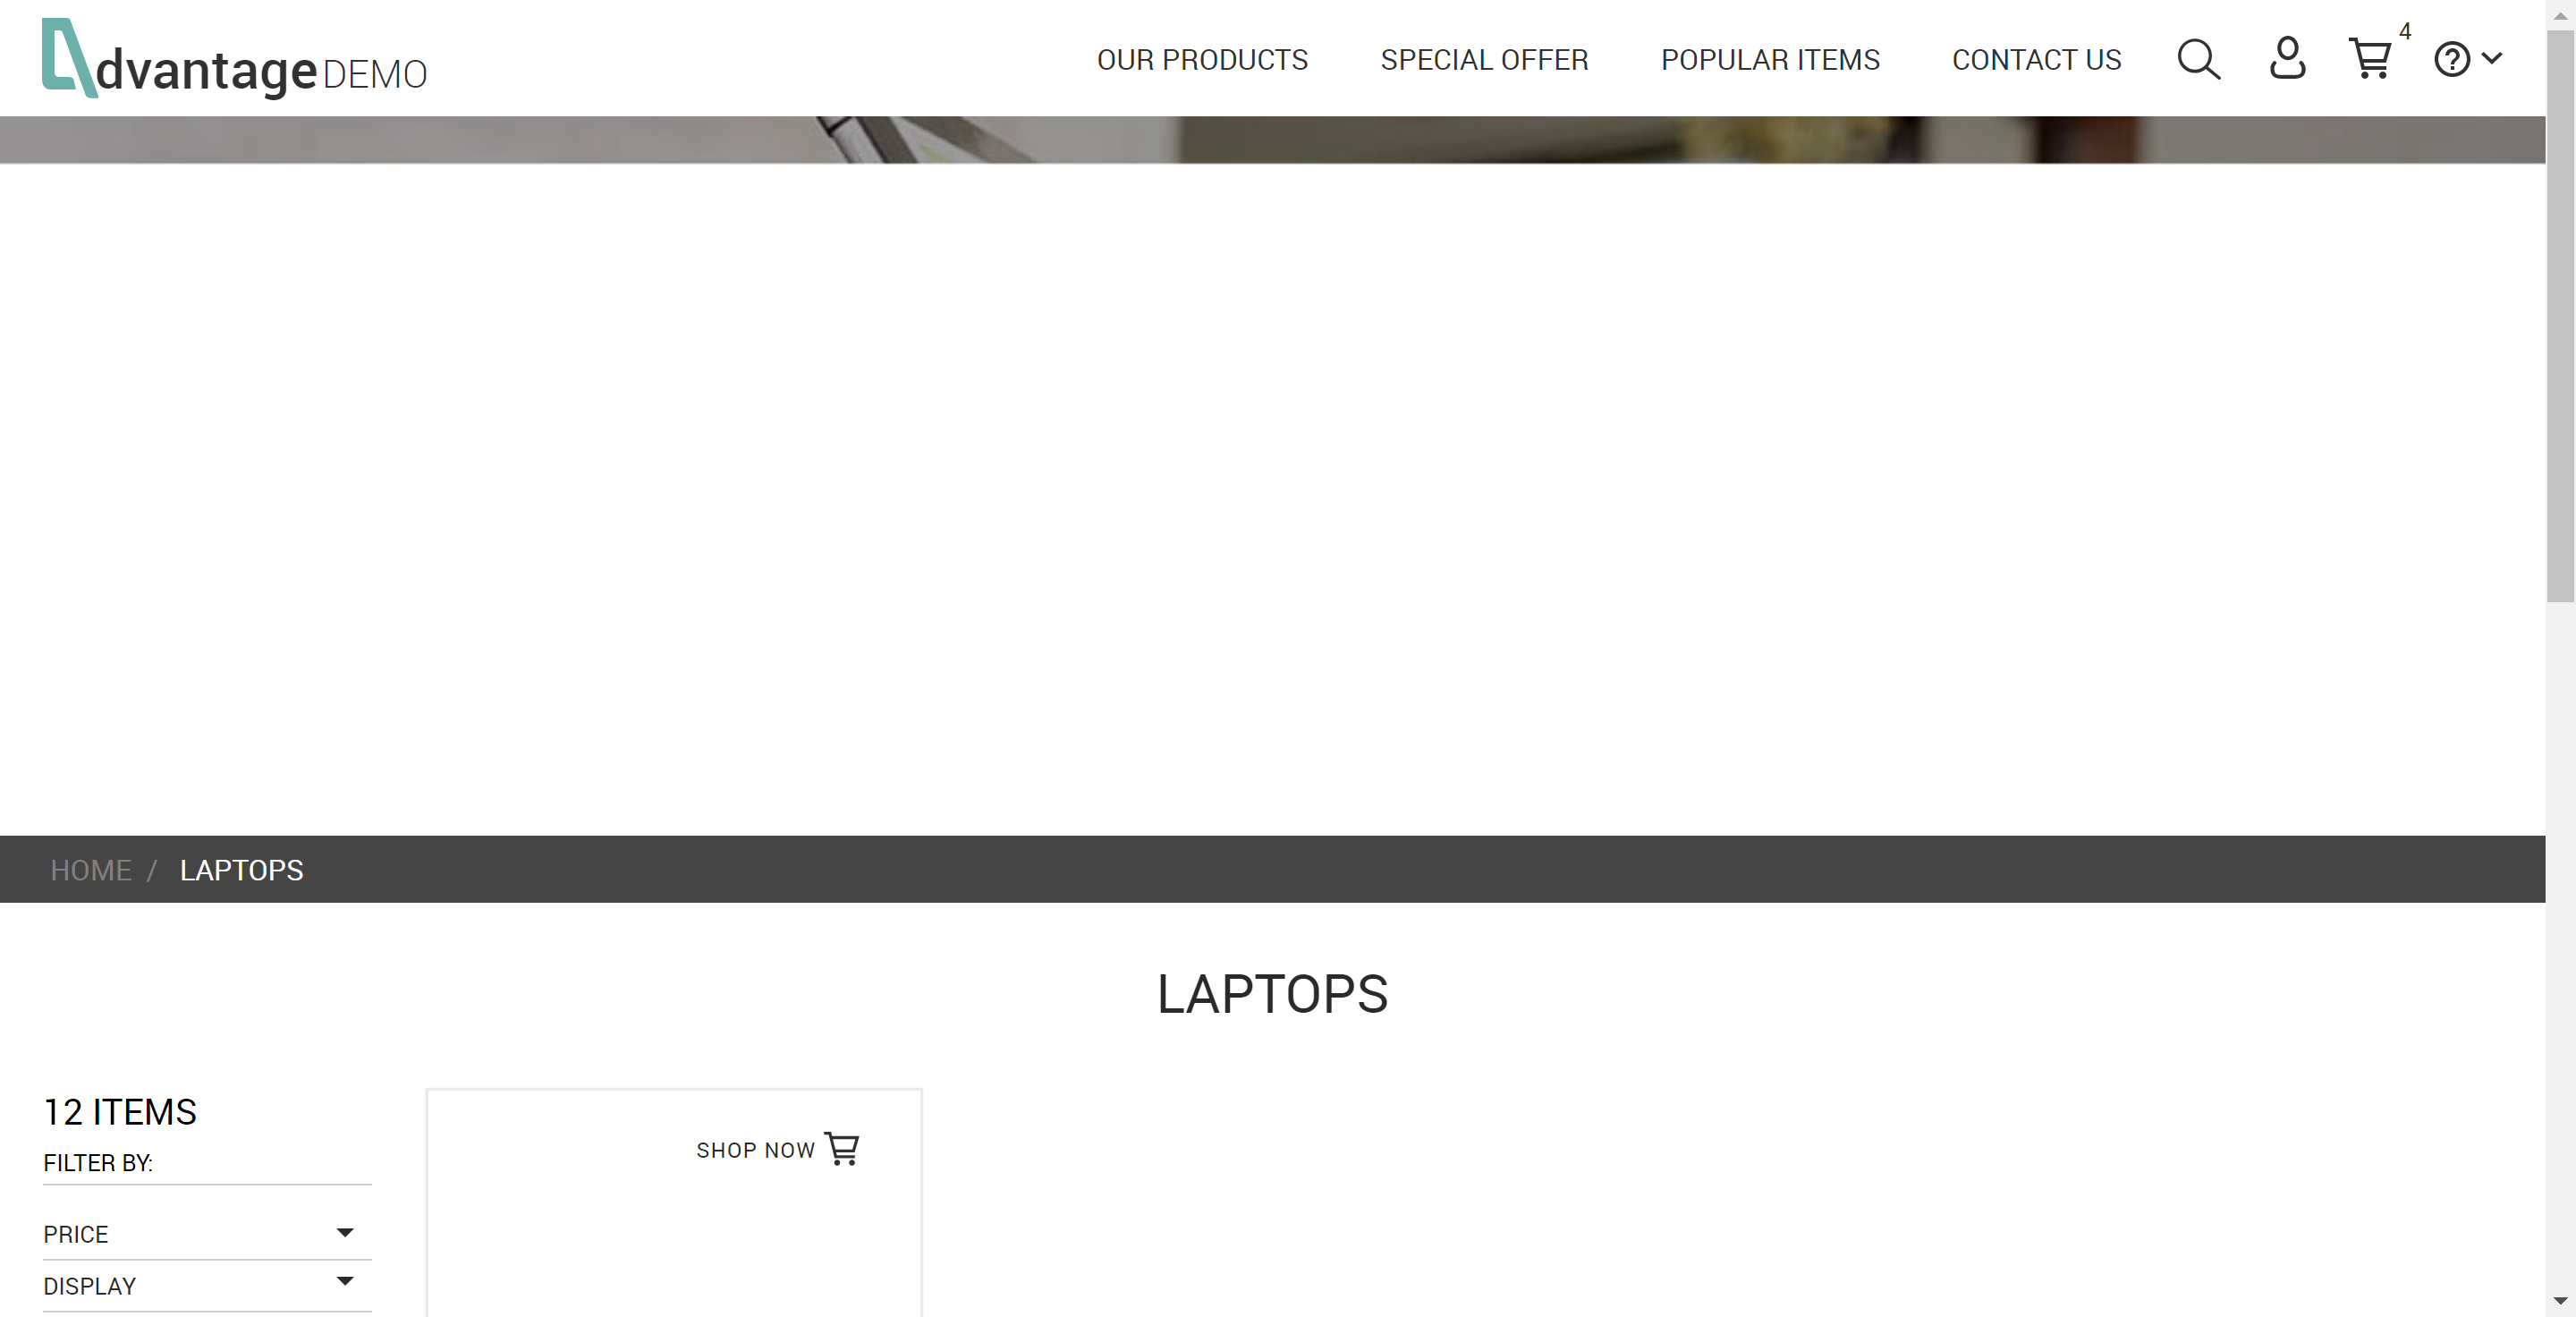 dvantage DEMO
OUR PRODUCTS SPECIAL OFFER POPULAR ITEMS CONTACT US 4
HOME / LAPTOPS
LAPTOPS
12 ITEMS
FILTER BY:
SHOP NOW
PRICE
DISPLAY